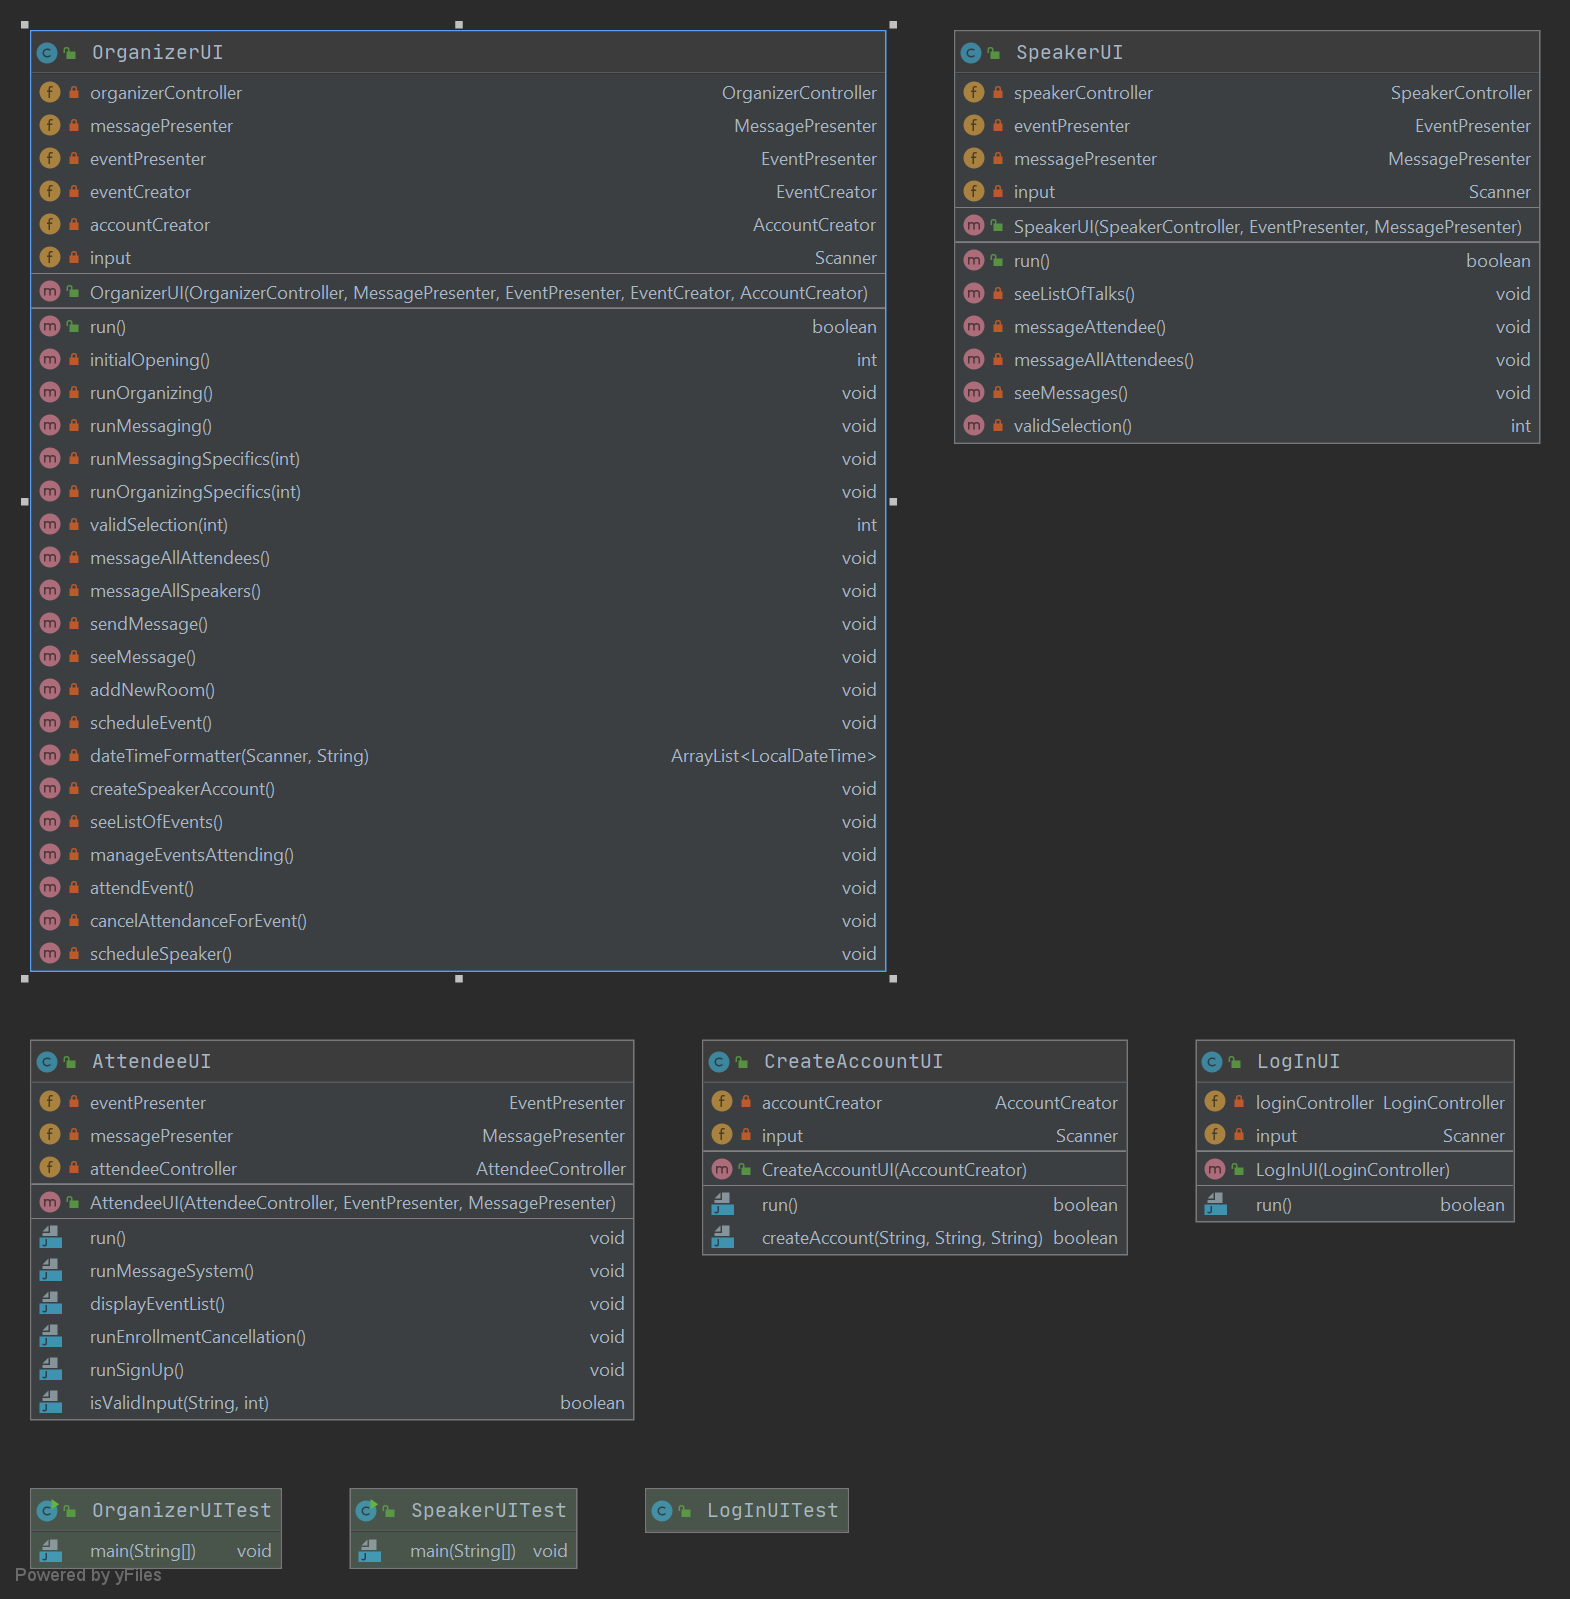 OrganizerUI
organizerController OrganizerController
messagePresenter MessagePresenter
eventPresenter EventPresenter
eventCreator EventCreator
accountCreator AccountCreator
input Scanner
OrganizerUI(OrganizerController, MessagePresenter, EventPresenter, EventCreator, AccountCreator)
run() boolean
initialOpening() int
runOrganizing() void
runMessaging() void
runMessagingSpecifics(int) void
runOrganizingSpecifics(int) void
validSelection(int) int
messageAllAttendees() void
messageAllSpeakers() void
sendMessage() void
seeMessage() void
addNewRoom() void
scheduleEvent() void
dateTimeFormatter(Scanner, String) ArrayList<LocalDateTime>
createSpeakerAccount() void
seeListOfEvents() void
manageEventsAttending() void
attendEvent() void
cancelAttendanceForEvent() void
scheduleSpeaker() void
SpeakerUI
speakerController SpeakerController
eventPresenter EventPresenter
messagePresenter MessagePresenter
input Scanner
SpeakerUI(SpeakerController, EventPresenter, MessagePresenter)
run() boolean
seeListOfTalks() void
messageAttendee() void
messageAllAttendees() void
seeMessages() void
validSelection() int
AttendeeUI
eventPresenter EventPresenter
messagePresenter MessagePresenter
attendeeController AttendeeController
AttendeeUI(AttendeeController, EventPresenter, MessagePresenter)
run() void
runMessageSystem() void
displayEventList() void
runEnrollmentCancellation() void
runSignUp() void
isValidInput(String, int) boolean
CreateAccountUI
accountCreator AccountCreator
input Scanner
CreateAccountUI(AccountCreator)
run() boolean
createAccount(String, String, String) boolean
LogInUI
loginController LoginController
input Scanner
LogInUI(LoginController)
run() boolean
OrganizerUITest
main(String[]) void
SpeakerUITest
main(String[]) void
LogInUITest
Powered by yFiles